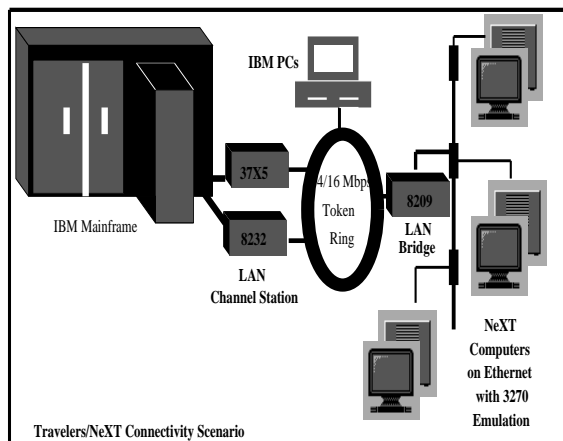 IBM PCs
37X5
4/16 Mbps
Token
Ring
8209
LAN
Bridge
IBM Mainframe
8232
LAN
Channel Station
NeXT
Computers
on Ethernet
with 3270
Emulation
Travelers/NeXT Connectivity Scenario